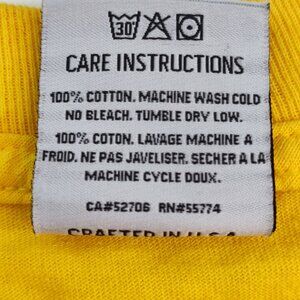 30°
CARE INSTRUCTIONS
100% COTTON. MACHINE WASH COLD
NO BLEACH. TUMBLE DRY LOW.
100% COTON. LAVAGE MACHINE A
FROID. NE PAS JAVELISER. SECHER A LA
MACHINE CYCLE DOUX.
CA#52706 RN#55774
CRAFTED IN U.S.A